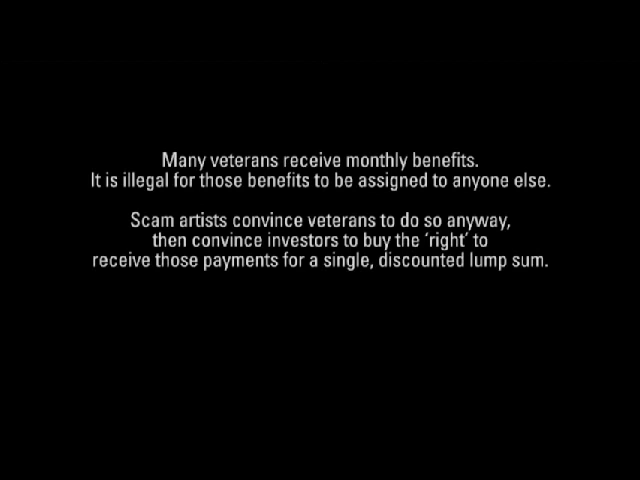 Many veterans receive monthly benefits.
It is illegal for those benefits to be assigned to anyone else.
Scam artists convince veterans to do so anyway,
then convince investors to buy the ‘right’ to
receive those payments for a single, discounted lump sum.